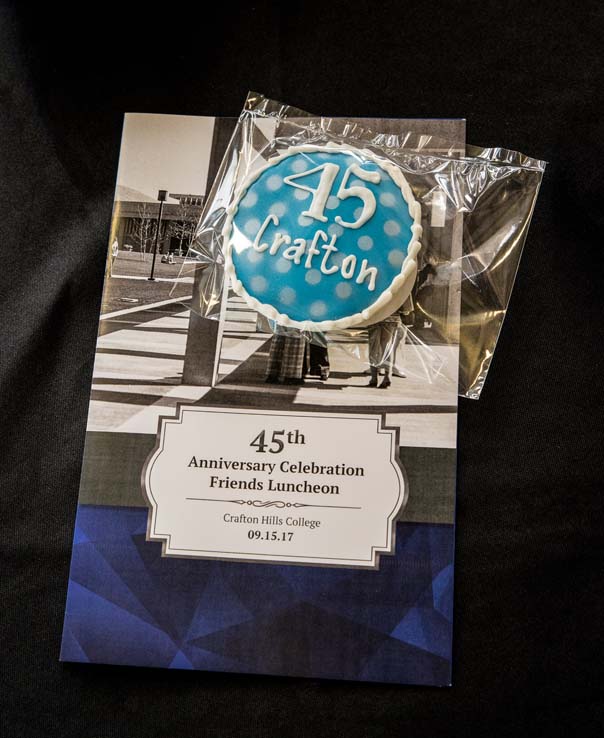 45
Crafton
45th
Anniversary Celebration
Friends Luncheon
Crafton Hills College
09.15.17